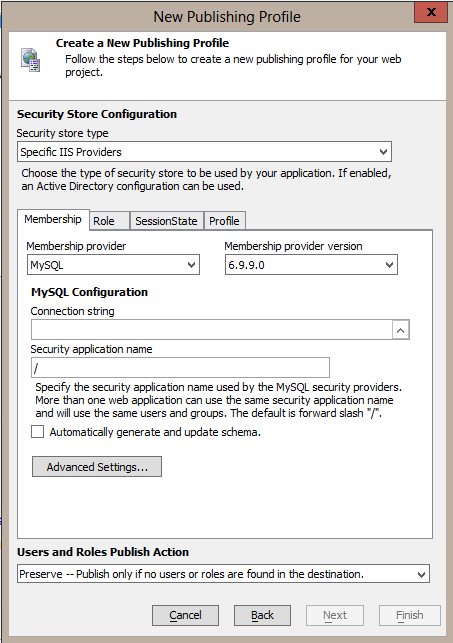 New Publishing Profile
x
Create a New Publishing Profile
Follow the steps below to create a new publishing profile for your web
project.
Security Store Configuration
Security store type
Specific IIS Providers
Choose the type of security store to be used by your application. If enabled,
an Active Directory configuration can be used.
Membership Role SessionState Profile
Membership provider Membership provider version
MySQL 6.9.9.0
MySQL Configuration
Connection string
Security application name
/
Specify the security application name used by the MySQL security providers.
More than one web application can use the same security application name
and will use the same users and groups. The default is forward slash "/".
Automatically generate and update schema.
Advanced Settings...
Users and Roles Publish Action
Preserve -- Publish only if no users or roles are found in the destination.
Cancel Back Next Finish